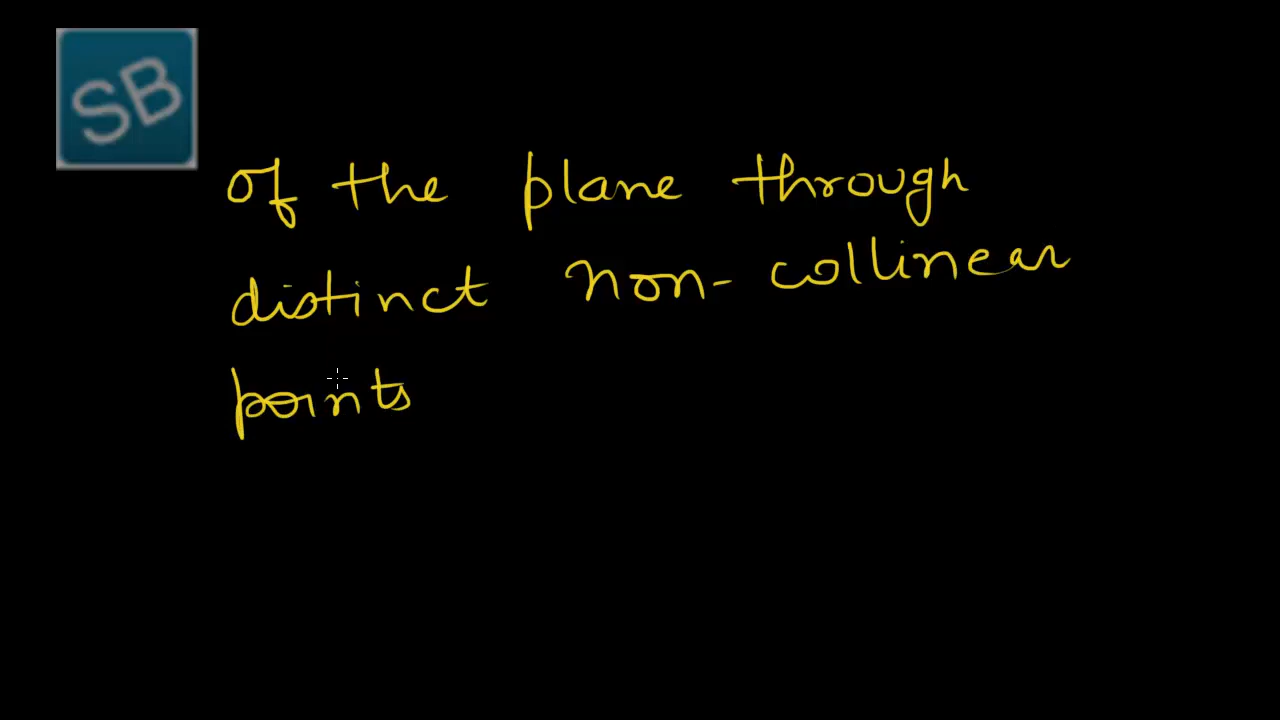 SB
of the plane through
distinct non-collinear
points